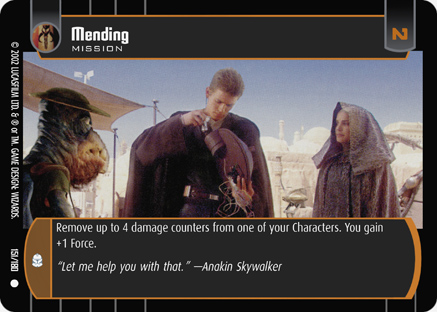 Mending
MISSION
N
© 2002 LUCASFILM LTD. & ® or TM. GAME DESIGN: WIZARDS.
151/180
Remove up to 4 damage counters from one of your Characters. You gain
+1 Force.
“Let me help you with that.” —Anakin Skywalker